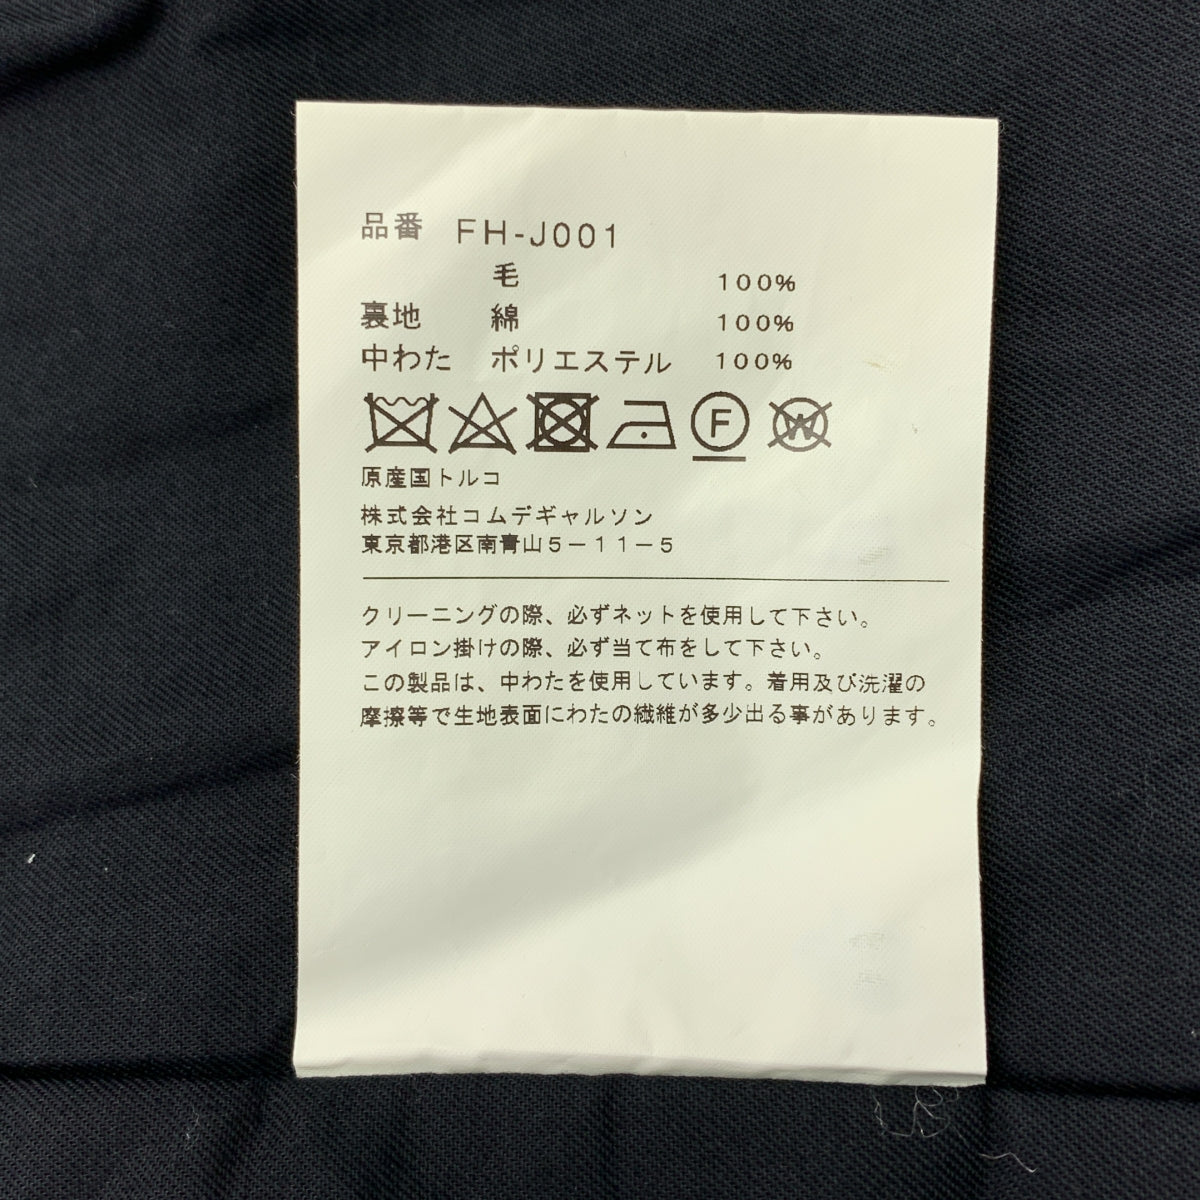 品番 FH-J001
毛 100%
裏地 綿 100%
中わた ポリエステル 100%
F W
原産国トルコ
株式会社コムデギャルソン
東京都港区南青山5－11－5
クリーニングの際、必ずネットを使用して下さい。
アイロン掛けの際、必ず当て布をして下さい。
この製品は、中わたを使用しています。着用及び洗濯の
摩擦等で生地表面にわたの繊維が多少出る事があります。